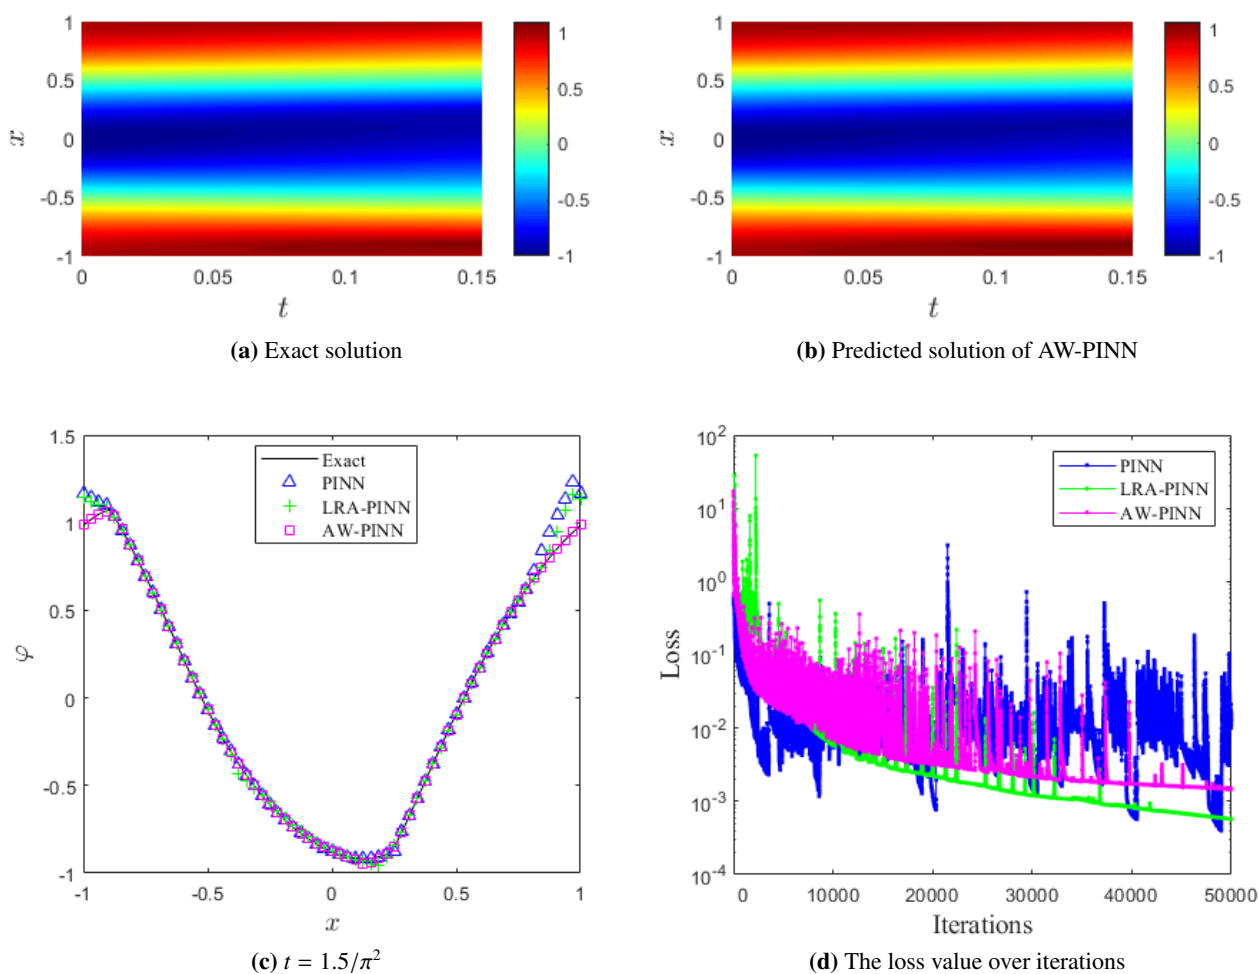 1
0.5
0
-0.5
-1
x
0
0.05
0.1
0.15
t
1
0.5
0
-0.5
-1
(a) Exact solution
1
0.5
0
-0.5
-1
x
0
0.05
0.1
0.15
t
1
0.5
0
-0.5
-1
(b) Predicted solution of AW-PINN
1.5
1
0.5
0
-0.5
-1
φ
-1
-0.5
0
0.5
1
x
Exact
PINN
LRA-PINN
AW-PINN
(c) t = 1.5/π²
10²
10¹
10⁰
10⁻¹
10⁻²
10⁻³
10⁻⁴
Loss
0
10000
20000
30000
40000
50000
Iterations
PINN
LRA-PINN
AW-PINN
(d) The loss value over iterations